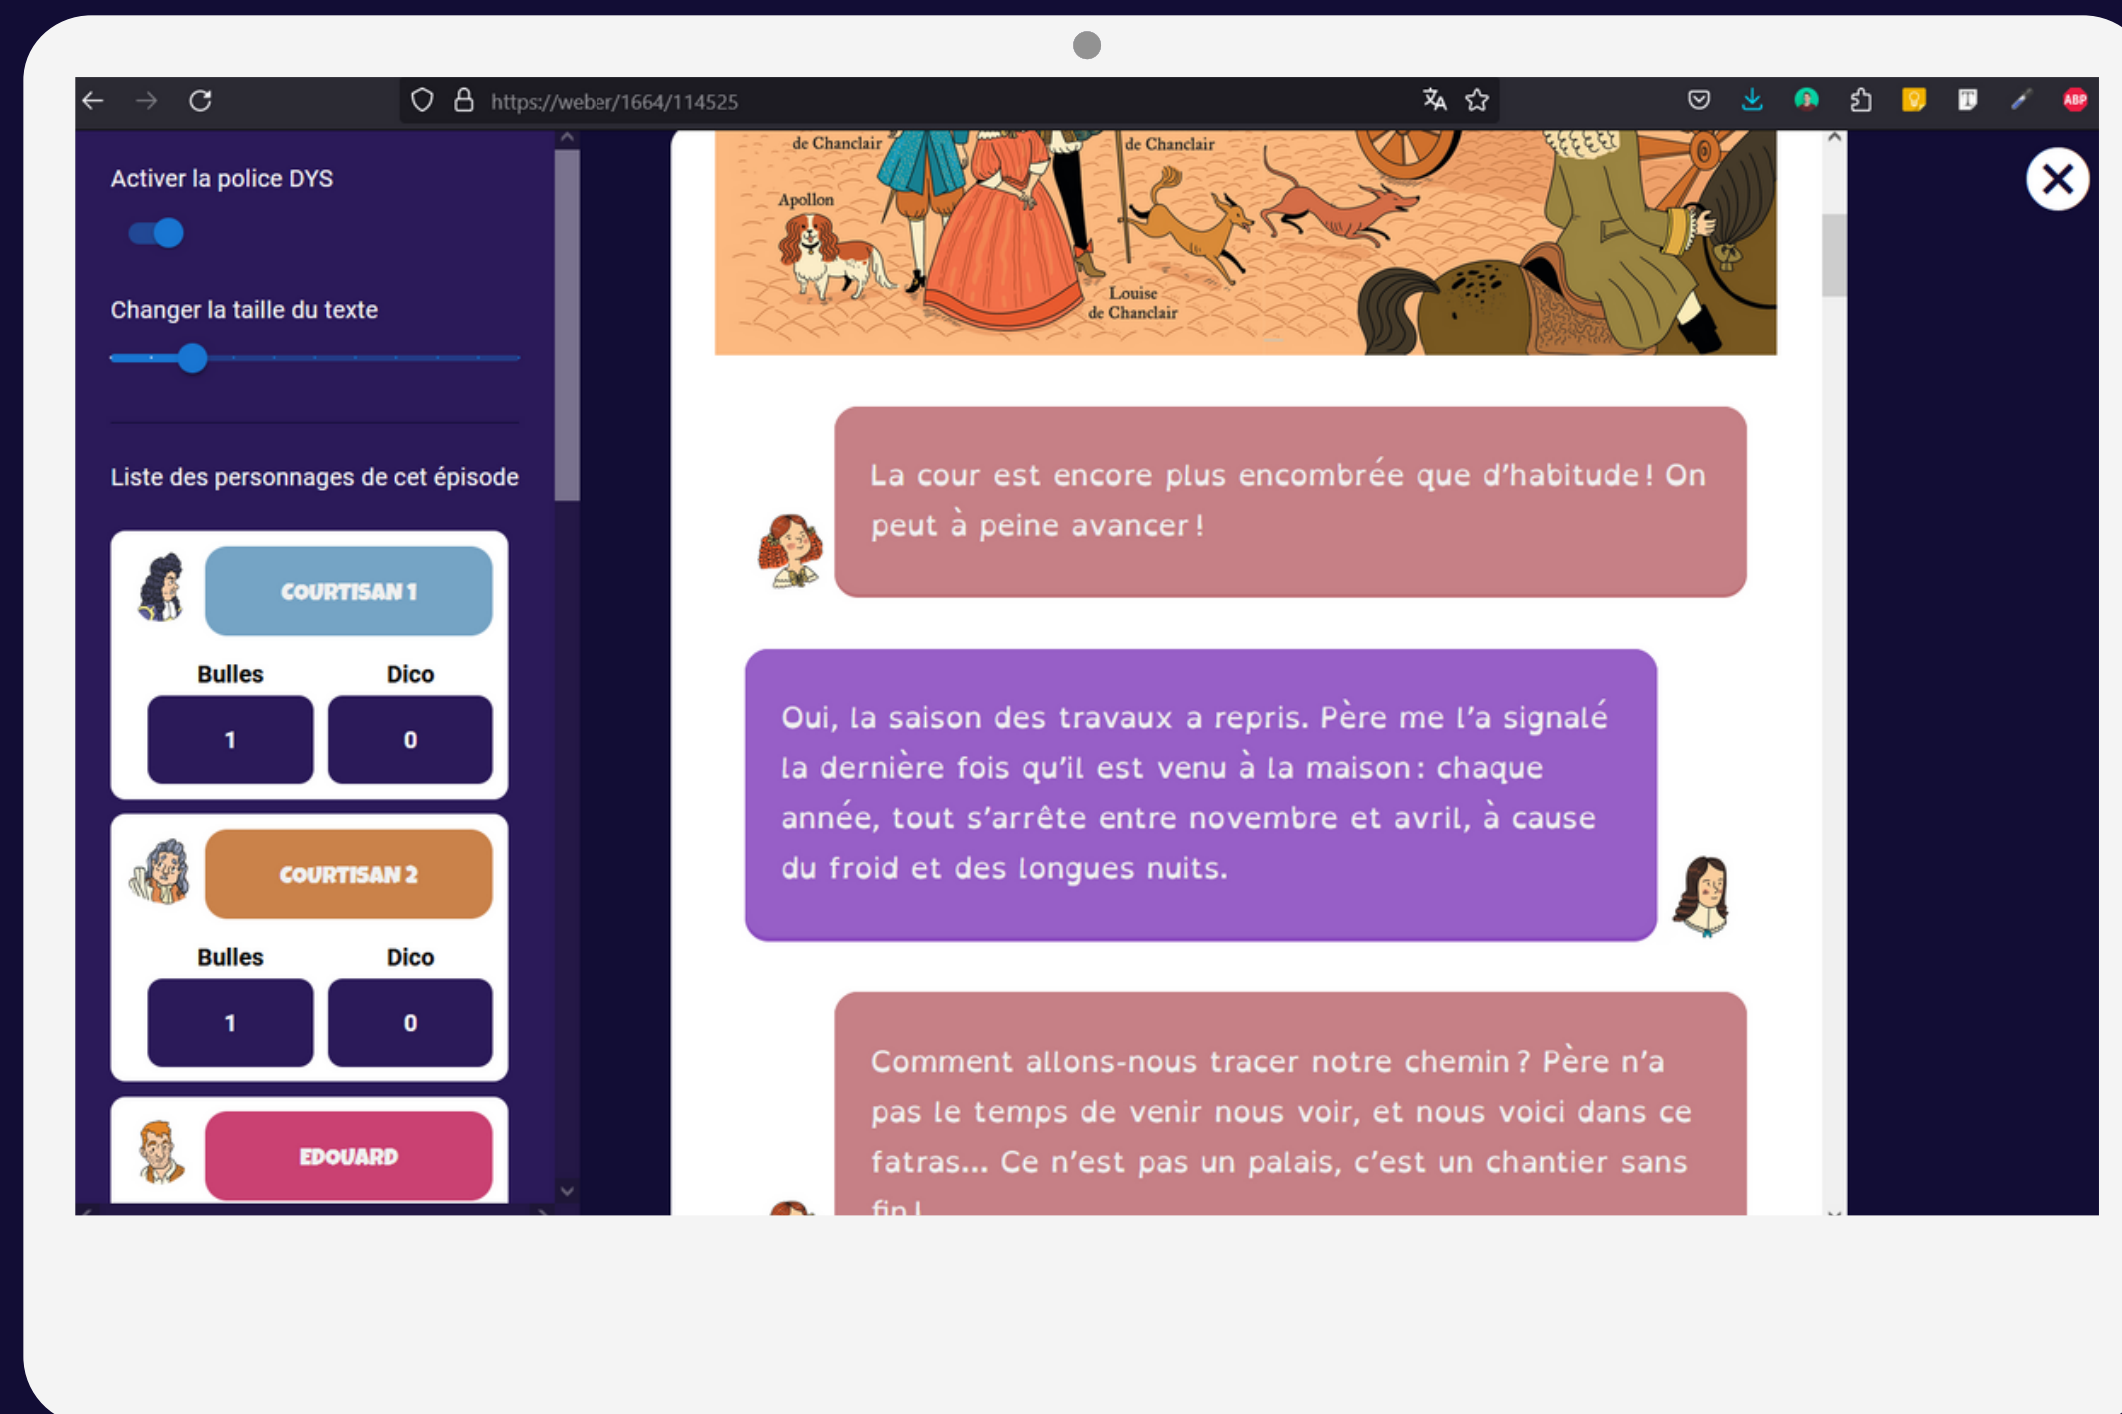 https://weber/1664/114525
ABP
Activer la police DYS
Changer la taille du texte
Liste des personnages de cet épisode
COURTISAN 1
Bulles Dico
1 0
COURTISAN 2
Bulles Dico
1 0
EDOUARD
de Chanclair
de Chanclair
Apollon
Louise
de Chanclair
La cour est encore plus encombrée que d’habitude ! On
peut à peine avancer !
Oui, la saison des travaux a repris. Père me l’a signalé
la dernière fois qu’il est venu à la maison : chaque
année, tout s’arrête entre novembre et avril, à cause
du froid et des longues nuits.
Comment allons-nous tracer notre chemin ? Père n’a
pas le temps de venir nous voir, et nous voici dans ce
fatras... Ce n’est pas un palais, c’est un chantier sans
fin !